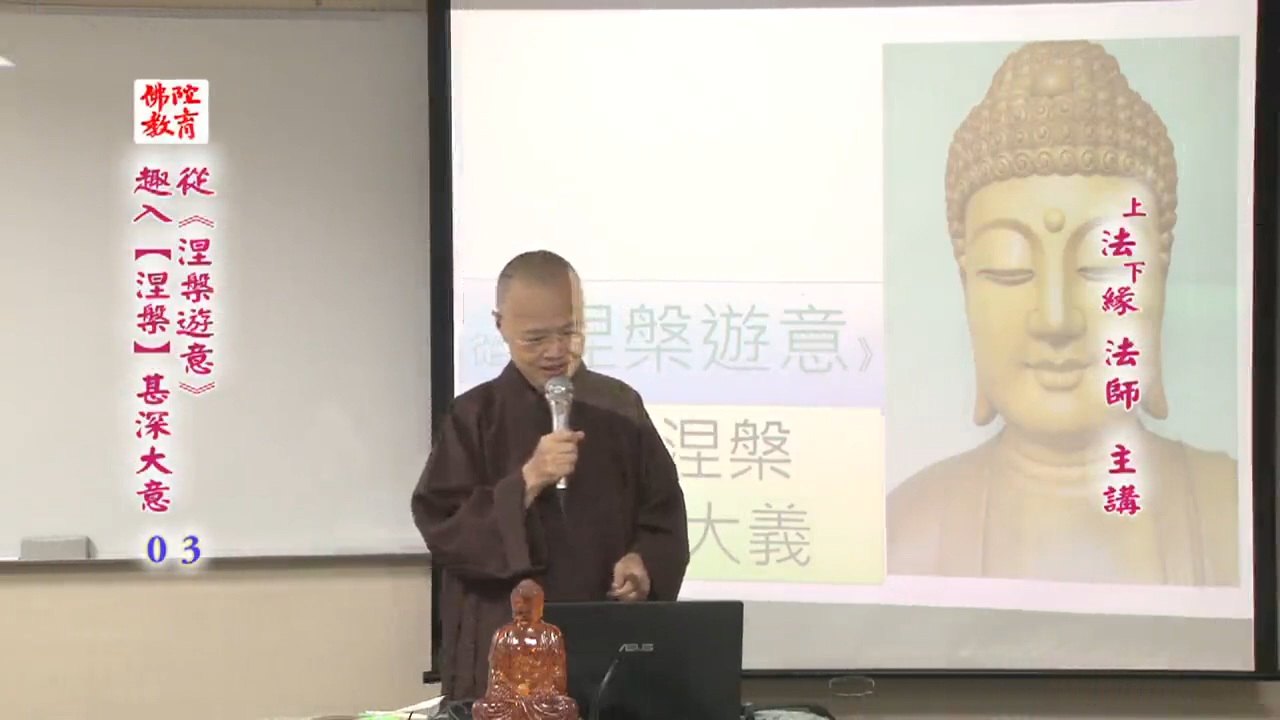 佛陀
教育
從《涅槃遊意》
趣入【涅槃】甚深大意
03
涅槃遊意》
涅槃
大義
上法下緣 法師 主講
ASUS